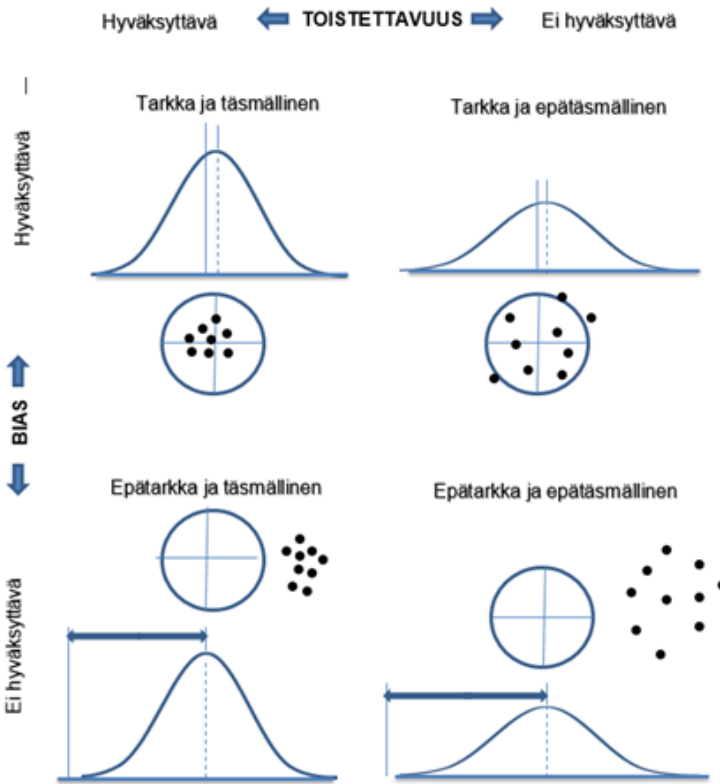 Hyväksyttävä TOISTETTAVUUS Ei hyväksyttävä
Tarkka ja täsmällinen
Tarkka ja epätäsmällinen
Hyväksyttävä
BIAS
Epätarkka ja täsmällinen
Epätarkka ja epätäsmällinen
Ei hyväksyttävä